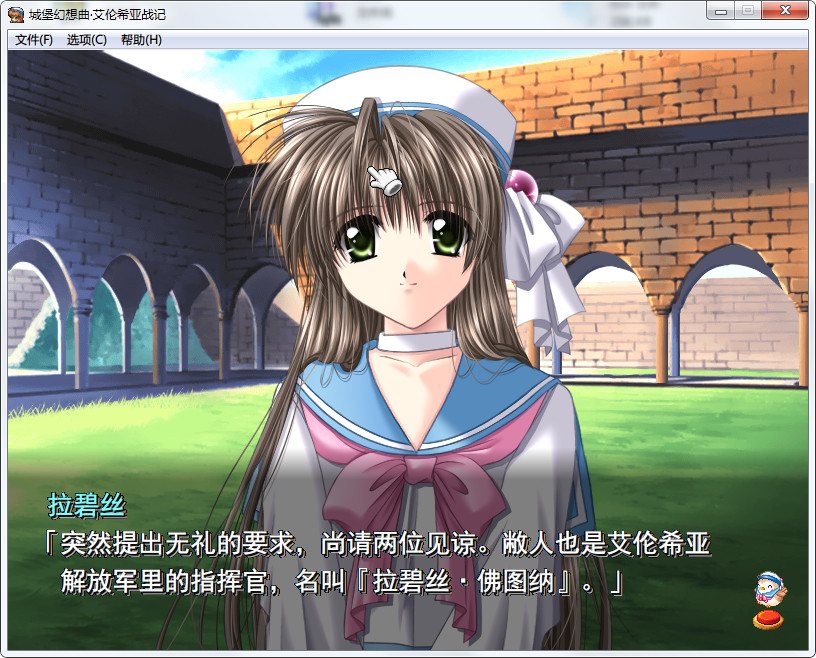 城堡幻想曲·艾伦希亚战记
文件(F) 选项(C) 帮助(H)
拉碧丝
「突然提出无礼的要求，尚请两位见谅。敝人也是艾伦希亚
解放军里的指挥官，名叫『拉碧丝·佛图纳』。」